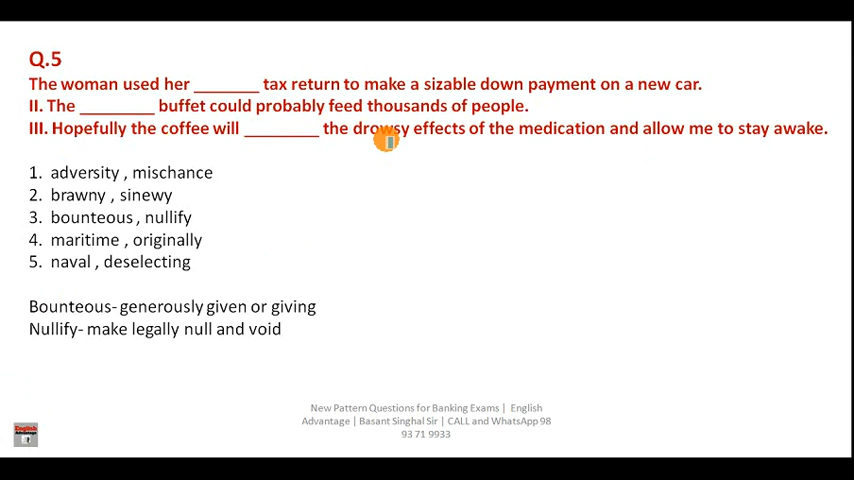 Q.5
The woman used her _______ tax return to make a sizable down payment on a new car.
II. The ________ buffet could probably feed thousands of people.
III. Hopefully the coffee will ________ the drowsy effects of the medication and allow me to stay awake.
1. adversity , mischance
2. brawny , sinewy
3. bounteous , nullify
4. maritime , originally
5. naval , deselecting
Bounteous- generously given or giving
Nullify- make legally null and void
New Pattern Questions for Banking Exams | English
Advantage | Basant Singhal Sir | CALL and WhatsApp 98
93 71 9933
English
Advantage